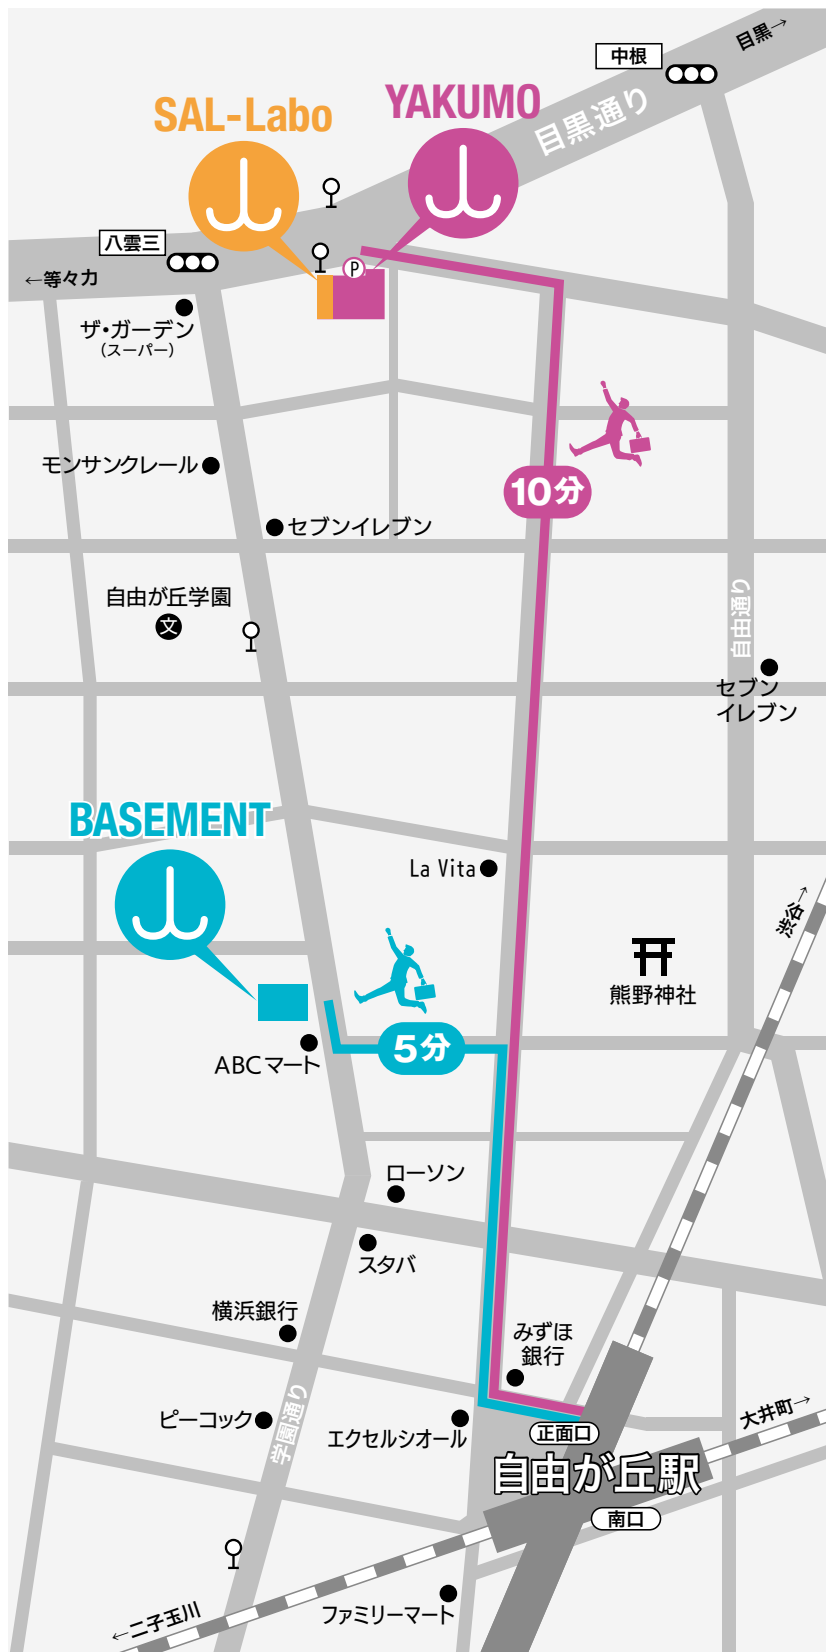 目黒→
中根
目黒通り
YAKUMO
SAL-Labo
八雲三
←等々力
P
ザ・ガーデン
（スーパー）
モンサンクレール
10分
セブンイレブン
自由が丘学園
文
自由通り
セブン
イレブン
BASEMENT
La Vita
渋谷→
熊野神社
5分
ABCマート
ローソン
スタバ
横浜銀行
みずほ
銀行
学園通り
ピーコック
エクセルシオール
正面口
大井町→
自由が丘駅
南口
ファミリーマート
←二子玉川